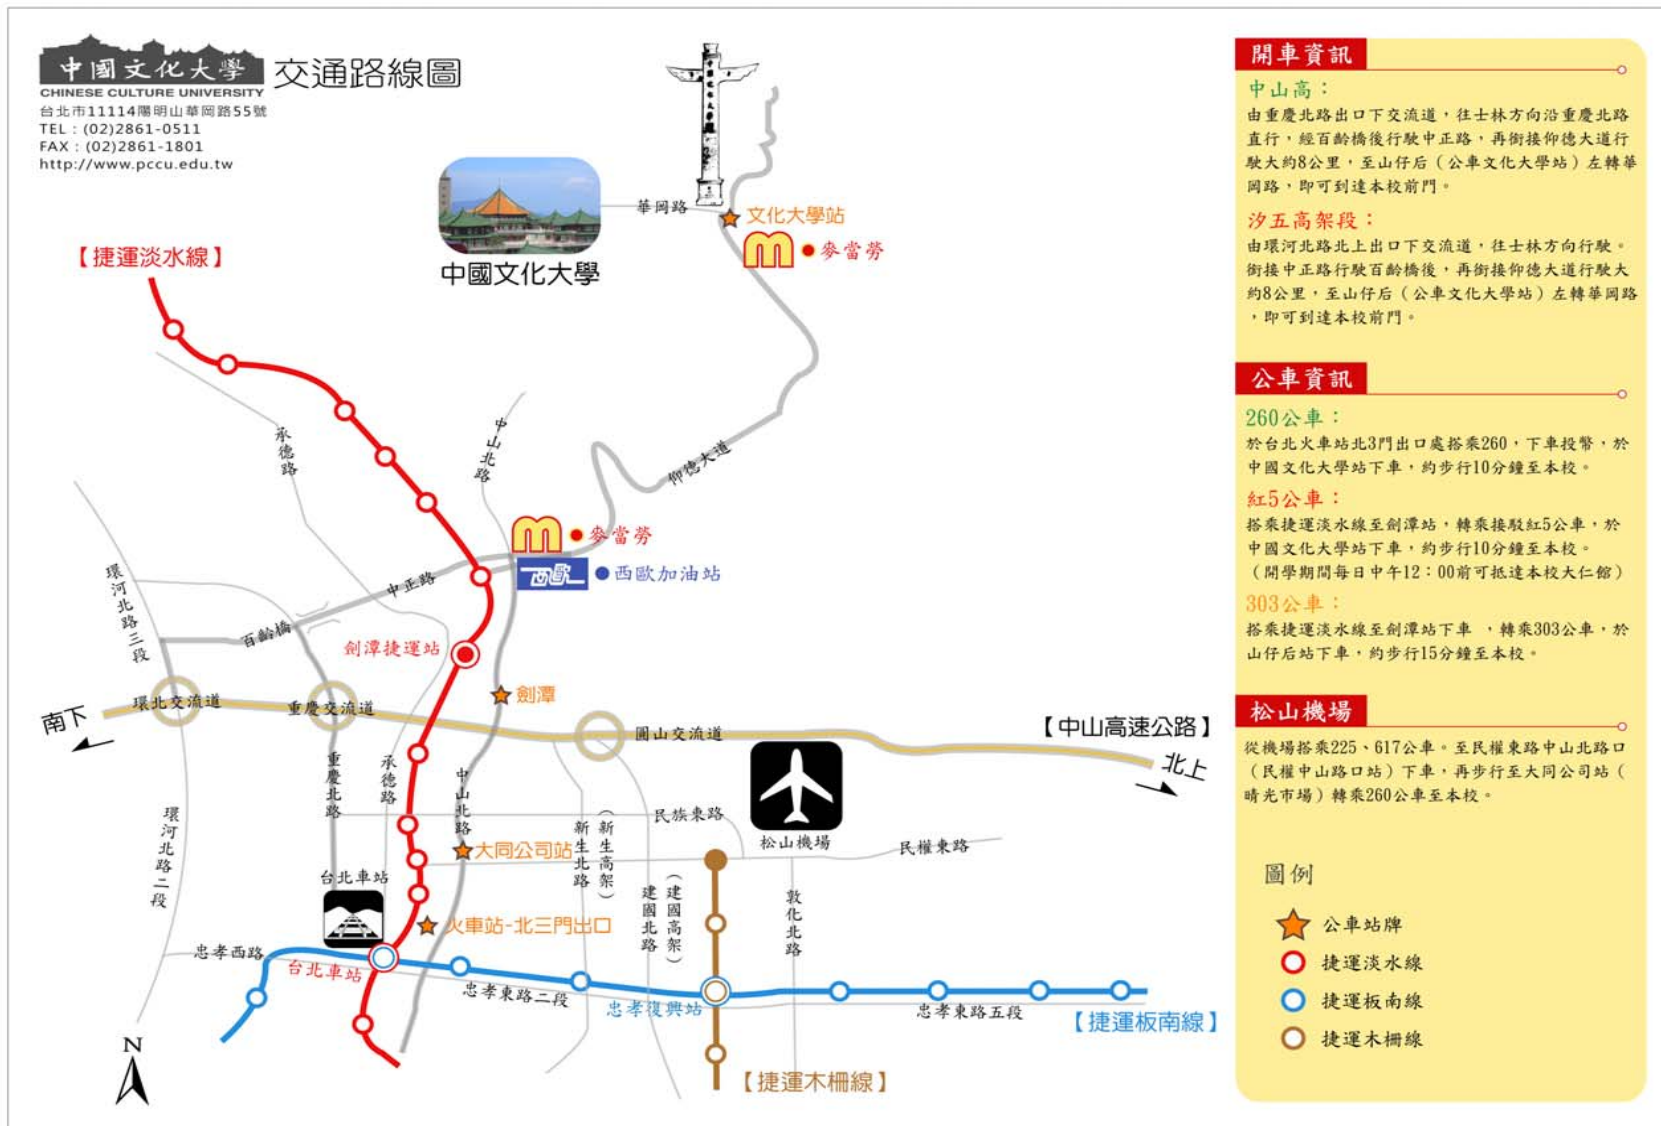 中國文化大學
CHINESE CULTURE UNIVERSITY
交通路線圖
台北市11114陽明山華岡路55號
TEL : (02)2861-0511
FAX : (02)2861-1801
http://www.pccu.edu.tw
華岡路
文化大學站
麥當勞
中國文化大學
【捷運淡水線】
承德路
中山北路
仰德大道
麥當勞
西歐
西歐加油站
環河北路三段
中正路
百齡橋
劍潭捷運站
劍潭
南下
環北交流道
重慶交流道
圓山交流道
【中山高速公路】
北上
重慶北路
承德路
中山北路
環河北路二段
新生北路
（新生高架）
民族東路
松山機場
民權東路
大同公司站
台北車站
火車站-北三門出口
建國北路
（建國高架）
敦化北路
忠孝西路
台北車站
忠孝東路二段
忠孝復興站
忠孝東路五段
【捷運板南線】
【捷運木柵線】
N
開車資訊
中山高：
由重慶北路出口下交流道，往士林方向沿重慶北路
直行，經百齡橋後行駛中正路，再銜接仰德大道行
駛大約8公里，至山仔后（公車文化大學站）左轉華
岡路，即可到達本校前門。
汐五高架段：
由環河北路北上出口下交流道，往士林方向行駛。
銜接中正路行駛百齡橋後，再銜接仰德大道行駛大
約8公里，至山仔后（公車文化大學站）左轉華岡路
，即可到達本校前門。
公車資訊
260公車：
於台北火車站北3門出口處搭乘260，下車投幣，於
中國文化大學站下車，約步行10分鐘至本校。
紅5公車：
搭乘捷運淡水線至劍潭站，轉乘接駁紅5公車，於
中國文化大學站下車，約步行10分鐘至本校。
（開學期間每日中午12：00前可抵達本校大仁館）
303公車：
搭乘捷運淡水線至劍潭站下車 ，轉乘303公車，於
山仔后站下車，約步行15分鐘至本校。
松山機場
從機場搭乘225、617公車。至民權東路中山北路口
（民權中山路口站）下車，再步行至大同公司站（
晴光市場）轉乘260公車至本校。
圖例
公車站牌
捷運淡水線
捷運板南線
捷運木柵線